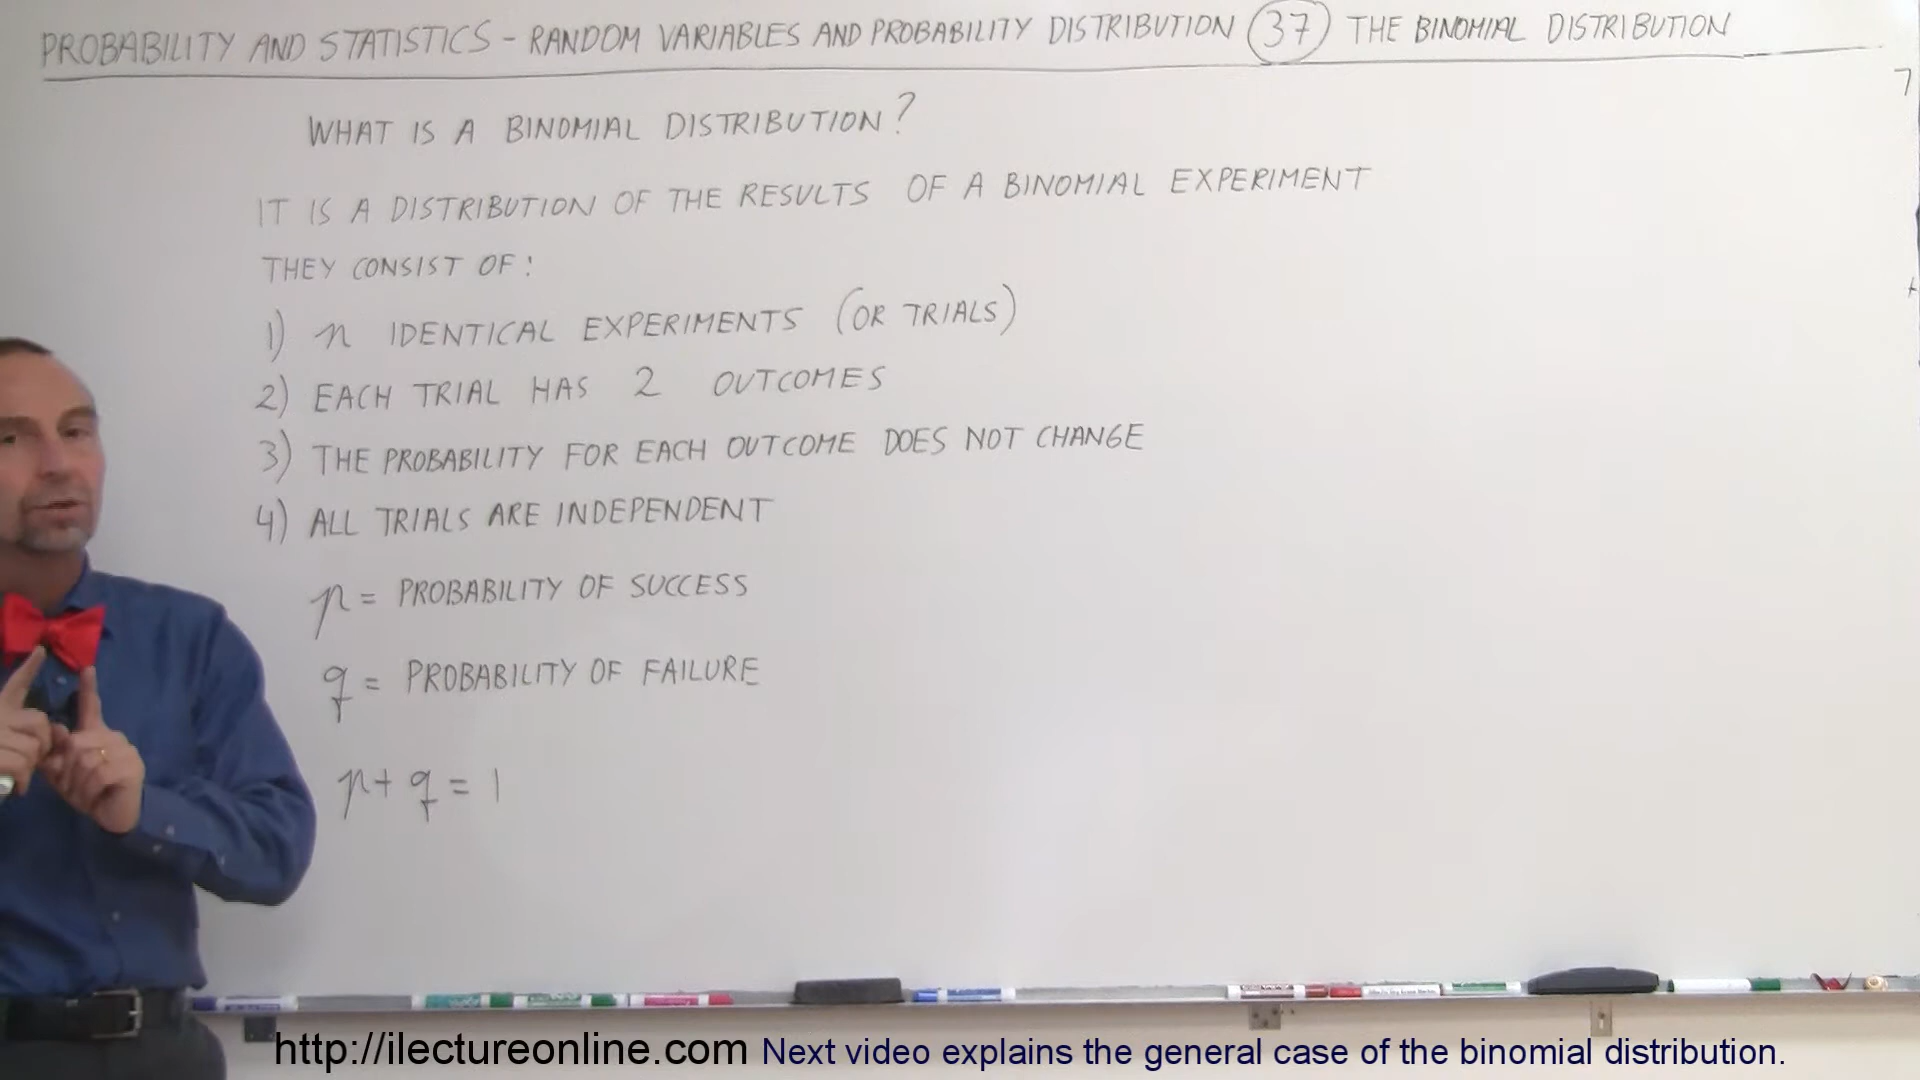 PROBABILITY AND STATISTICS - RANDOM VARIABLES AND PROBABILITY DISTRIBUTION 37 THE BINOMIAL DISTRIBUTION
WHAT IS A BINOMIAL DISTRIBUTION?
IT IS A DISTRIBUTION OF THE RESULTS OF A BINOMIAL EXPERIMENT
THEY CONSIST OF:
1) n IDENTICAL EXPERIMENTS (OR TRIALS)
2) EACH TRIAL HAS 2 OUTCOMES
3) THE PROBABILITY FOR EACH OUTCOME DOES NOT CHANGE
4) ALL TRIALS ARE INDEPENDENT
p = PROBABILITY OF SUCCESS
q = PROBABILITY OF FAILURE
p + q = 1
http://ilectureonline.com Next video explains the general case of the binomial distribution.